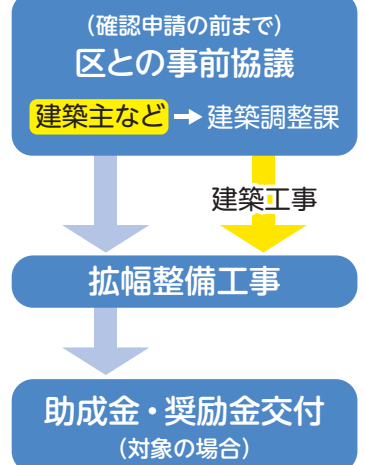 (確認申請の前まで)
区との事前協議
建築主など→建築調整課
建築工事
拡幅整備工事
助成金・奨励金交付
(対象の場合)